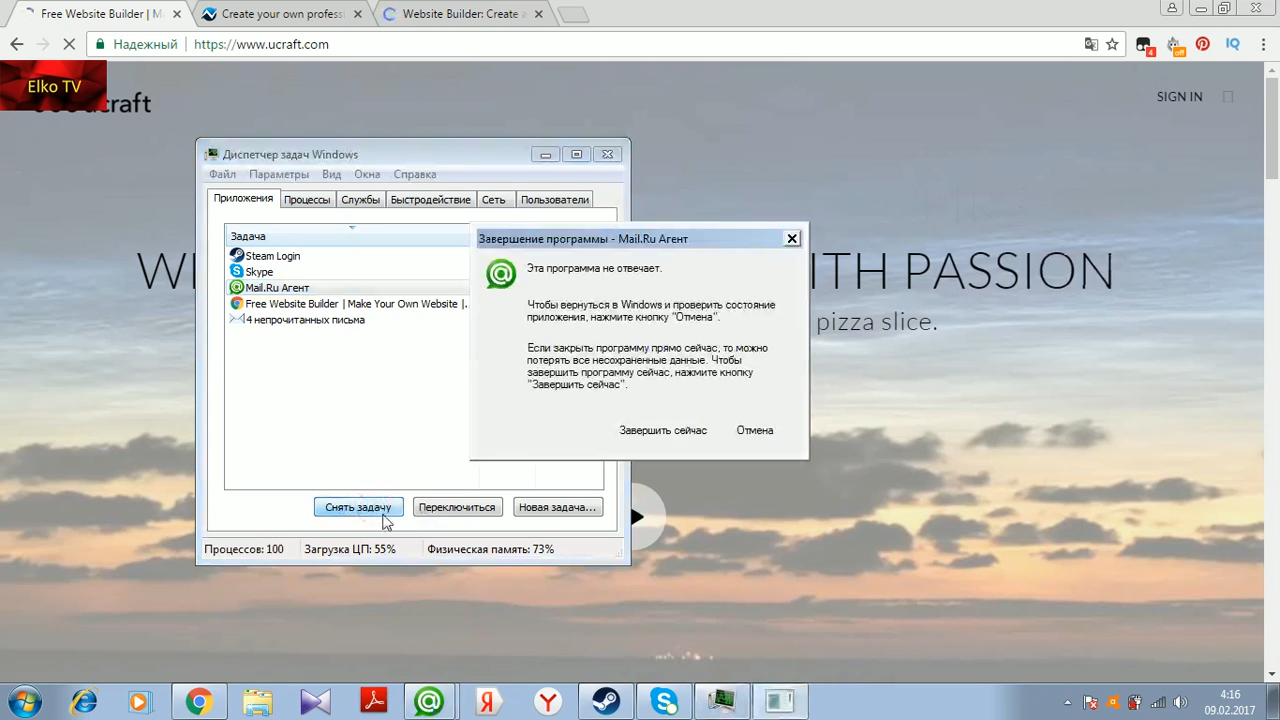 Free Website Builder | M
Create your own profess
Website Builder: Create a
Надежный
https://www.ucraft.com
4
off
IQ
Elko TV
ucraft
SIGN IN
ITH PASSION
pizza slice.
Диспетчер задач Windows
Файл Параметры Вид Окна Справка
Приложения Процессы Службы Быстродействие Сеть Пользователи
Задача
Steam Login
Skype
Mail.Ru Агент
Free Website Builder | Make Your Own Website |.
4 непрочитанных письма
Завершение программы - Mail.Ru Агент
Эта программа не отвечает.
Чтобы вернуться в Windows и проверить состояние
приложения, нажмите кнопку "Отмена".
Если закрыть программу прямо сейчас, то можно
потерять все несохраненные данные. Чтобы
завершить программу сейчас, нажмите кнопку
"Завершить сейчас".
Завершить сейчас Отмена
Снять задачу Переключиться Новая задача...
Процессов: 100 Загрузка ЦП: 55% Физическая память: 73%
4:16
09.02.2017